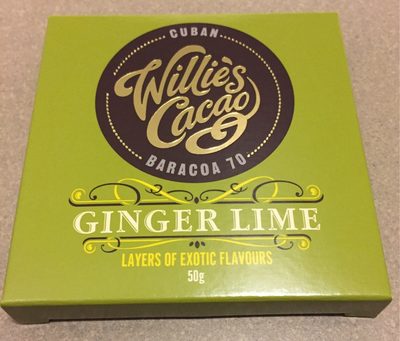 CUBAN
Willie's
Cacao
BARACOA 70
GINGER LIME
LAYERS OF EXOTIC FLAVOURS
50g